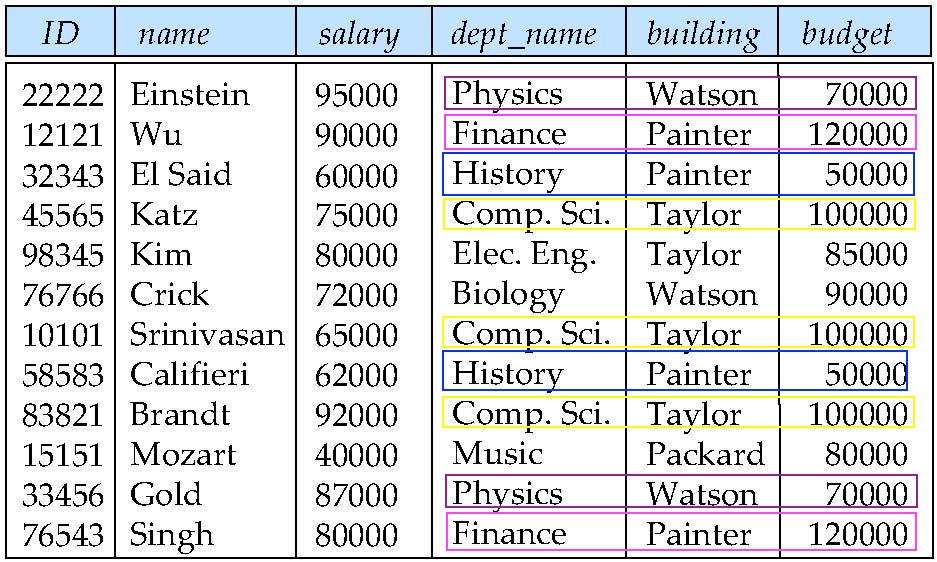 ID name salary dept_name building budget
22222 Einstein 95000 Physics Watson 70000
12121 Wu 90000 Finance Painter 120000
32343 El Said 60000 History Painter 50000
45565 Katz 75000 Comp. Sci. Taylor 100000
98345 Kim 80000 Elec. Eng. Taylor 85000
76766 Crick 72000 Biology Watson 90000
10101 Srinivasan 65000 Comp. Sci. Taylor 100000
58583 Califieri 62000 History Painter 50000
83821 Brandt 92000 Comp. Sci. Taylor 100000
15151 Mozart 40000 Music Packard 80000
33456 Gold 87000 Physics Watson 70000
76543 Singh 80000 Finance Painter 120000